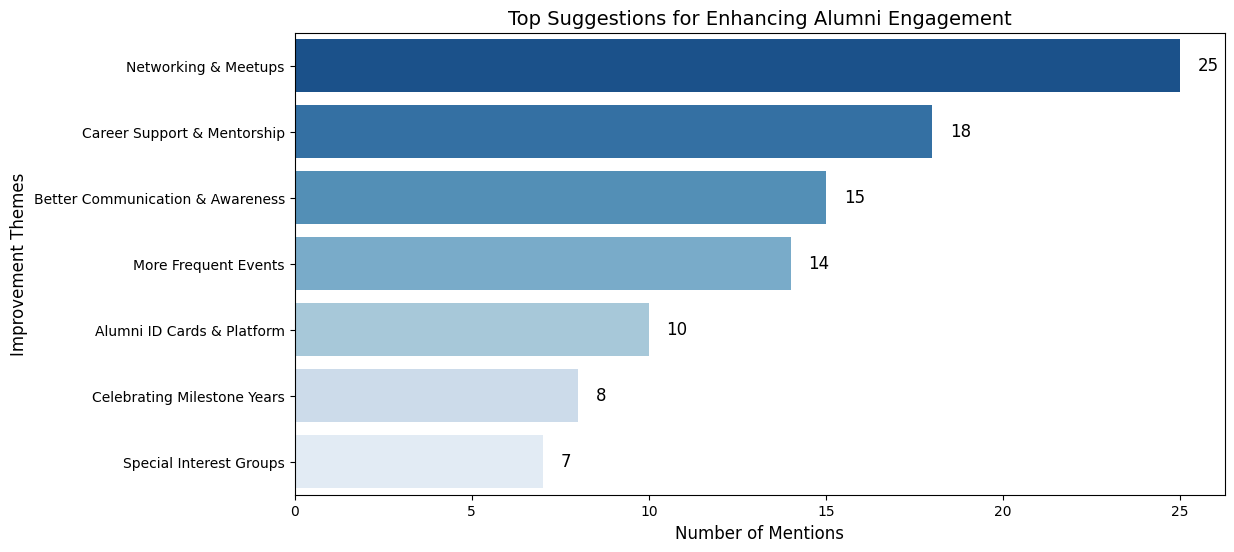 Top Suggestions for Enhancing Alumni Engagement
Improvement Themes
Networking & Meetups
25
Career Support & Mentorship
18
Better Communication & Awareness
15
More Frequent Events
14
Alumni ID Cards & Platform
10
Celebrating Milestone Years
8
Special Interest Groups
7
0 5 10 15 20 25
Number of Mentions